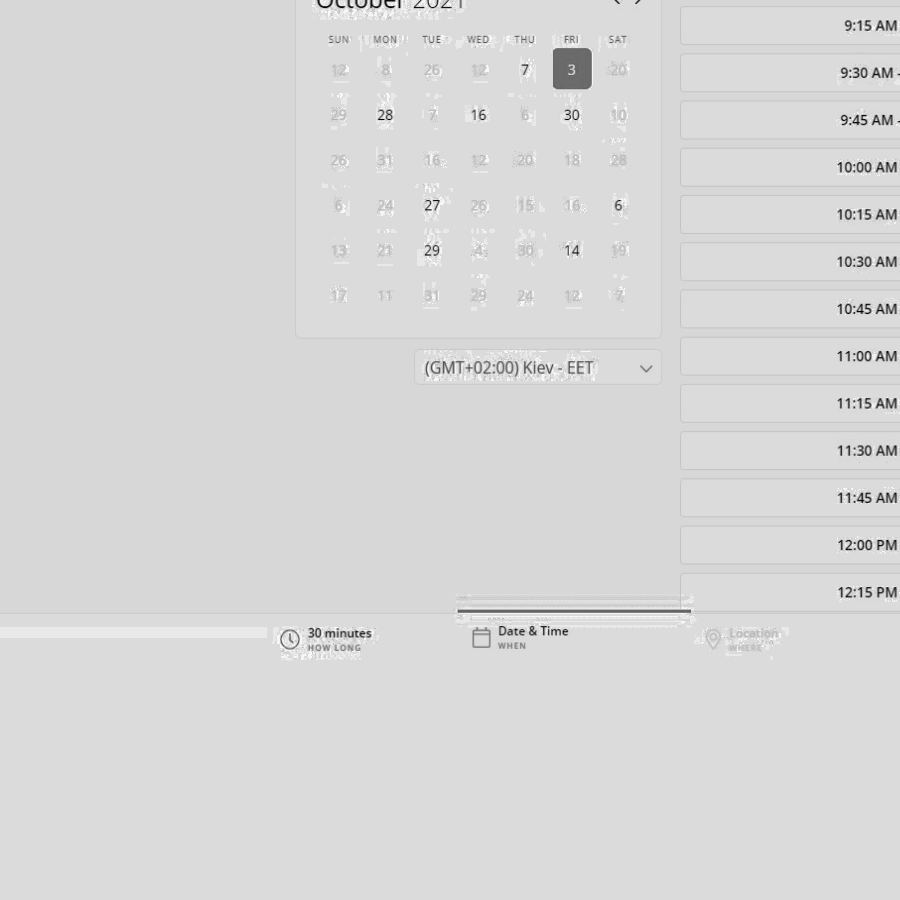 October 2021
SUN MON TUE WED THU FRI SAT
12 8 26 12 7 3 20
29 28 7 16 6 30 10
26 31 16 12 20 18 28
6 24 27 26 15 16 6
13 21 29 4 30 14 19
17 11 31 29 24 12 7
(GMT+02:00) Kiev - EET
9:15 AM
9:30 AM -
9:45 AM -
10:00 AM
10:15 AM
10:30 AM
10:45 AM
11:00 AM
11:15 AM
11:30 AM
11:45 AM
12:00 PM
12:15 PM
30 minutes
HOW LONG
Date & Time
WHEN
Location
WHERE